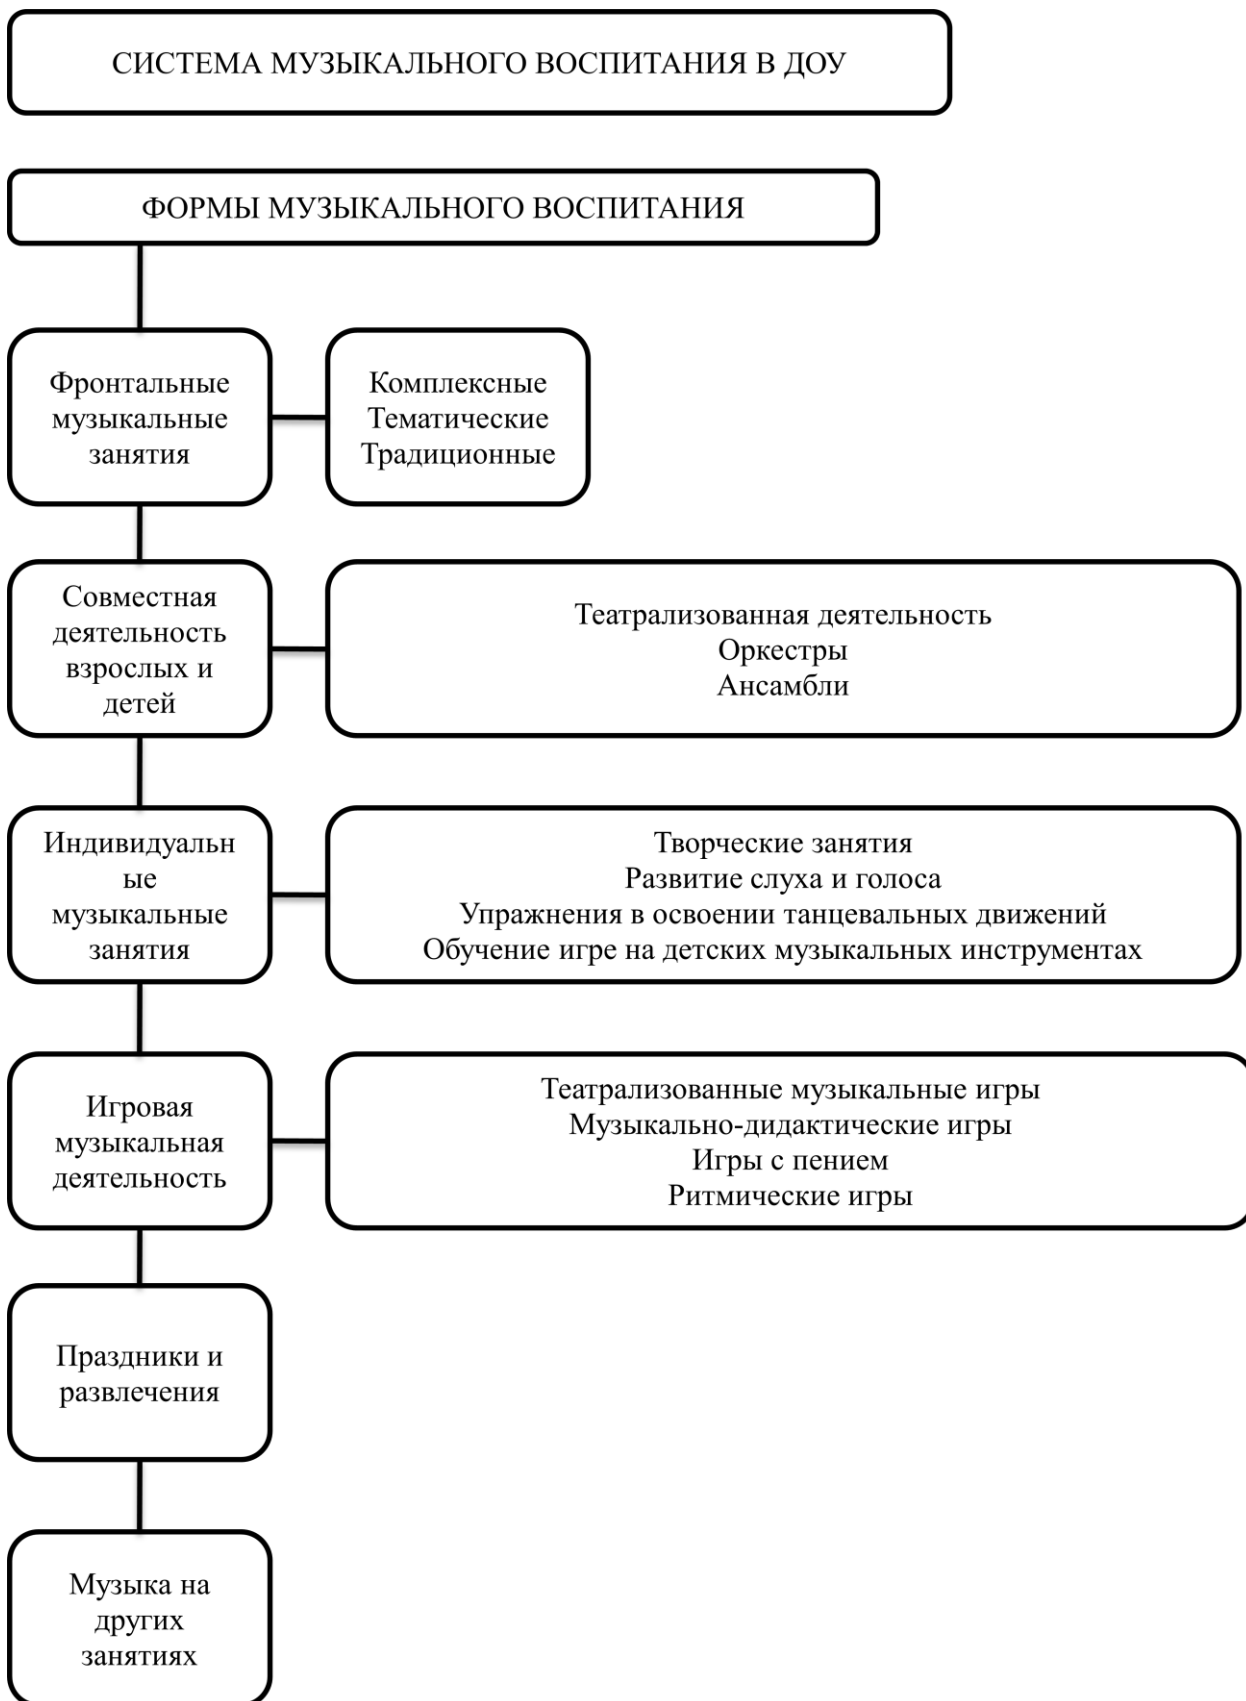 СИСТЕМА МУЗЫКАЛЬНОГО ВОСПИТАНИЯ В ДОУ
ФОРМЫ МУЗЫКАЛЬНОГО ВОСПИТАНИЯ
Фронтальные
музыкальные
занятия
Комплексные
Тематические
Традиционные
Совместная
деятельность
взрослых и
детей
Театрализованная деятельность
Оркестры
Ансамбли
Индивидуальн
ые
музыкальные
занятия
Творческие занятия
Развитие слуха и голоса
Упражнения в освоении танцевальных движений
Обучение игре на детских музыкальных инструментах
Игровая
музыкальная
деятельность
Театрализованные музыкальные игры
Музыкально-дидактические игры
Игры с пением
Ритмические игры
Праздники и
развлечения
Музыка на
других
занятиях